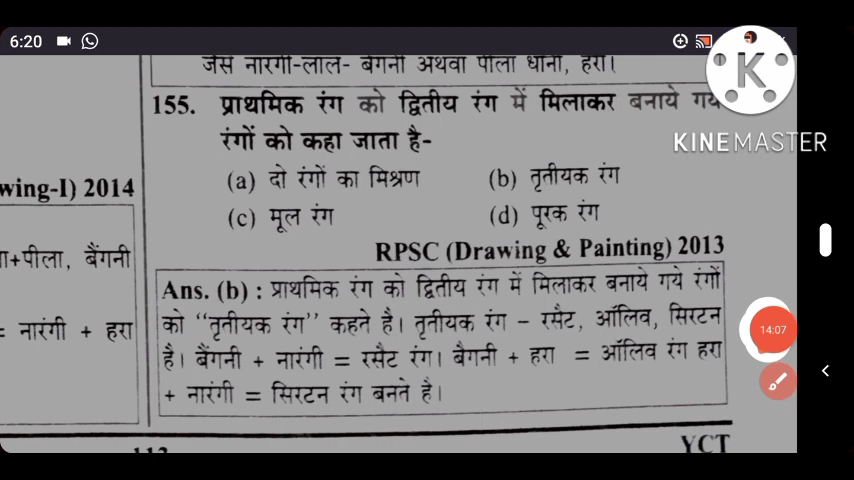 6:20
जैसे नारंगी-लाल- बैगनी अथवा पीला धानी, हरा।
K
KINEMASTER
155. प्राथमिक रंग को द्वितीय रंग में मिलाकर बनाये गये
रंगों को कहा जाता है-
(a) दो रंगों का मिश्रण (b) तृतीयक रंग
wing-I) 2014
(c) मूल रंग (d) पूरक रंग
RPSC (Drawing & Painting) 2013
+पीला, बैंगनी
Ans. (b) : प्राथमिक रंग को द्वितीय रंग में मिलाकर बनाये गये रंगों
को "तृतीयक रंग" कहते है। तृतीयक रंग - रसैट, ऑलिव, सिरटन
= नारंगी + हरा
है। बैंगनी + नारंगी = रसैट रंग। बैगनी + हरा = ऑलिव रंग हरा
+ नारंगी = सिरटन रंग बनते है।
14:07
YCT